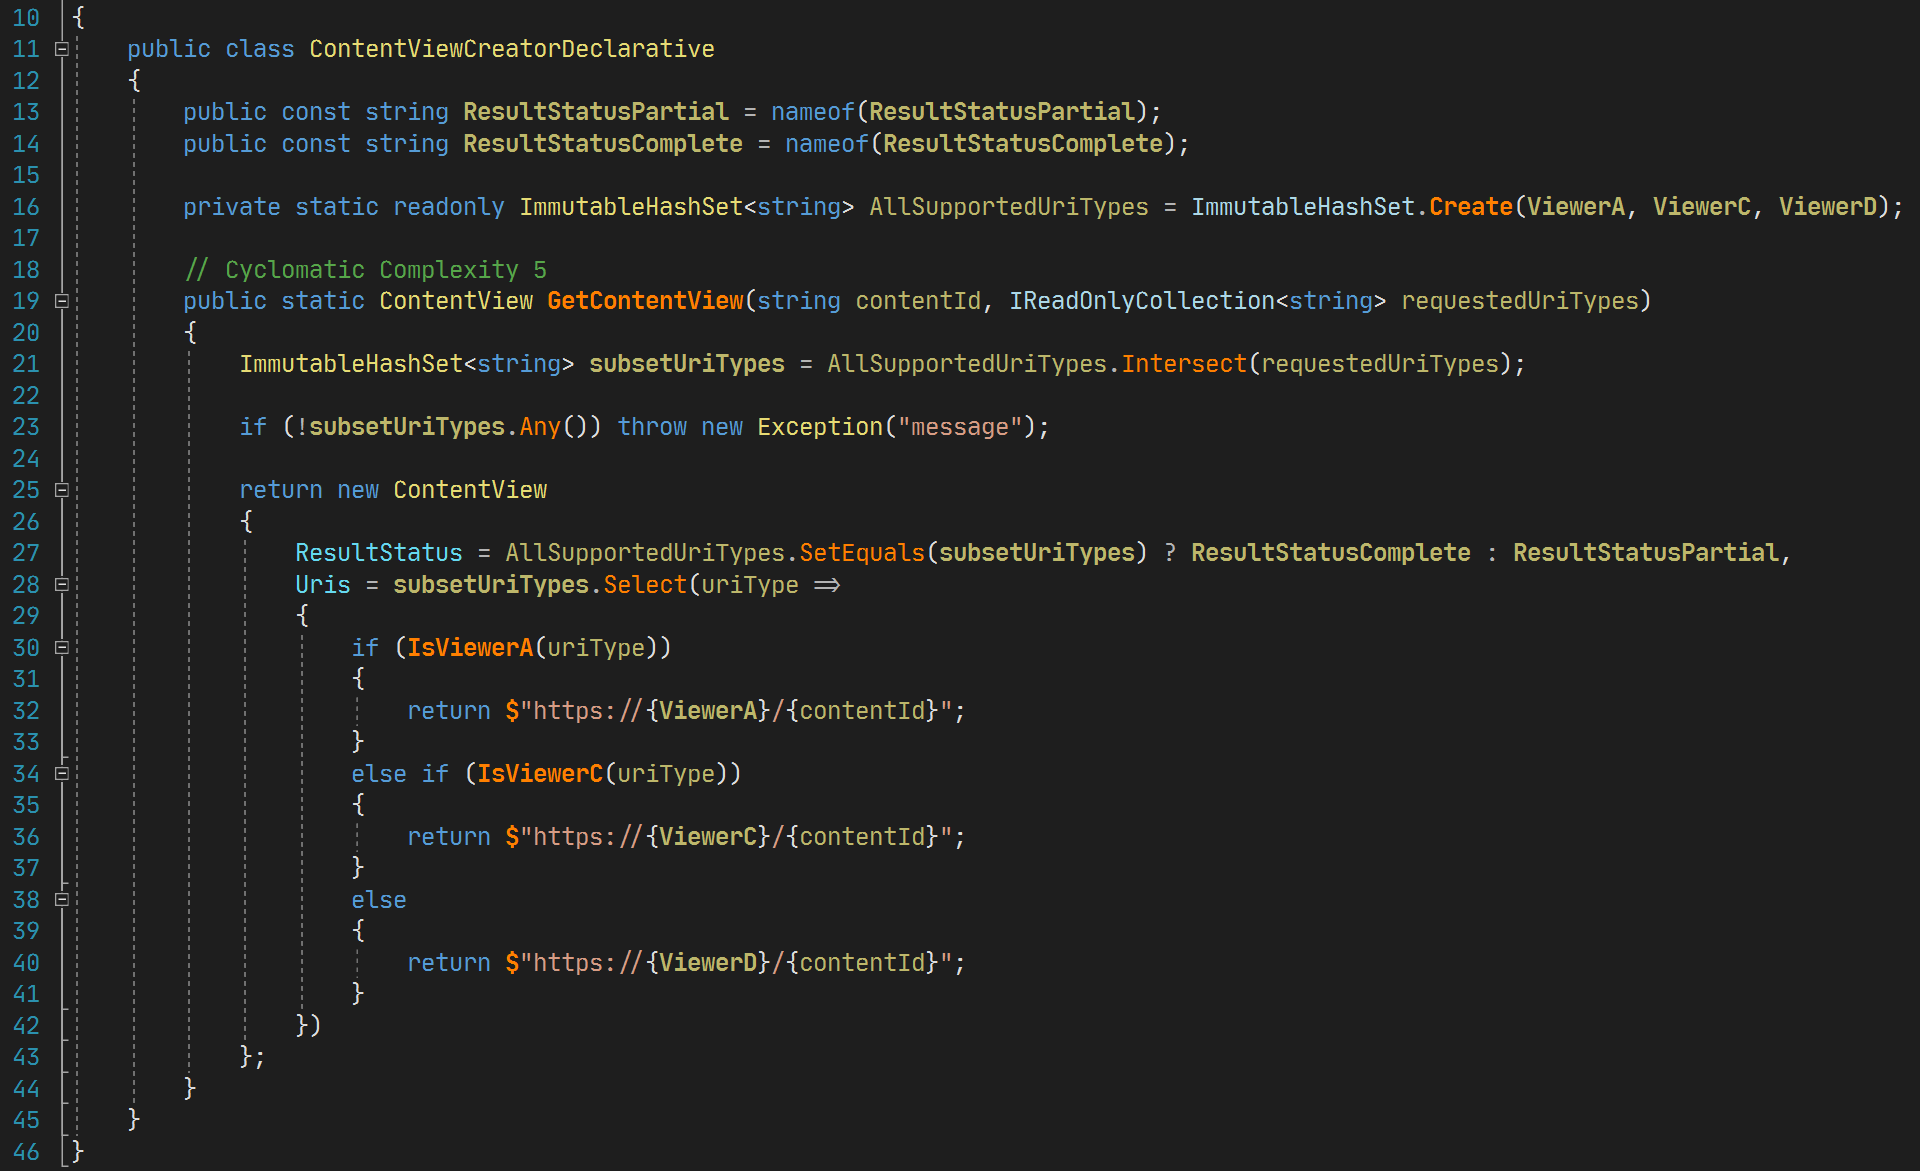 10 {
11     public class ContentViewCreatorDeclarative
12     {
13         public const string ResultStatusPartial = nameof(ResultStatusPartial);
14         public const string ResultStatusComplete = nameof(ResultStatusComplete);
15
16         private static readonly ImmutableHashSet<string> AllSupportedUriTypes = ImmutableHashSet.Create(ViewerA, ViewerC, ViewerD);
17
18         // Cyclomatic Complexity 5
19         public static ContentView GetContentView(string contentId, IReadOnlyCollection<string> requestedUriTypes)
20         {
21             ImmutableHashSet<string> subsetUriTypes = AllSupportedUriTypes.Intersect(requestedUriTypes);
22
23             if (!subsetUriTypes.Any()) throw new Exception("message");
24
25             return new ContentView
26             {
27                 ResultStatus = AllSupportedUriTypes.SetEquals(subsetUriTypes) ? ResultStatusComplete : ResultStatusPartial,
28                 Uris = subsetUriTypes.Select(uriType =>
29                 {
30                     if (IsViewerA(uriType))
31                     {
32                         return $"https://{ViewerA}/{contentId}";
33                     }
34                     else if (IsViewerC(uriType))
35                     {
36                         return $"https://{ViewerC}/{contentId}";
37                     }
38                     else
39                     {
40                         return $"https://{ViewerD}/{contentId}";
41                     }
42                 })
43             };
44         }
45     }
46 }